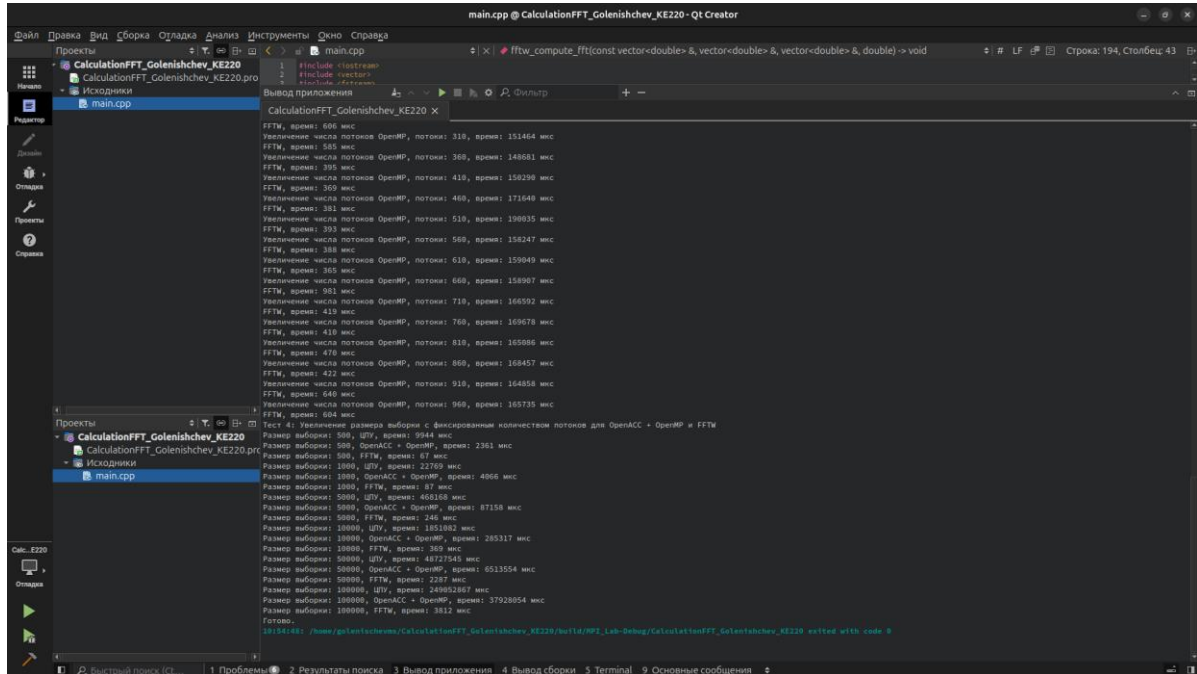 main.cpp @ CalculationFFT_Golenishchev_KE220 - Qt Creator
Файл Правка Вид Сборка Отладка Анализ Инструменты Окно Справка
Проекты
main.cpp
fftw_compute_fft(const vector<double> &, vector<double> &, vector<double> &, double) -> void
# LF
Строка: 194, Столбец: 43
Начало
Редактор
Дизайн
Отладка
Проекты
Справка
CalculationFFT_Golenishchev_KE220
CalculationFFT_Golenishchev_KE220.pro
Исходники
main.cpp
1 #include <iostream>
2 #include <vector>
3 #include <fstream>
Вывод приложения
Фильтр
CalculationFFT_Golenishchev_KE220
FFTW, время: 606 мкс
Увеличение числа потоков OpenMP, потоки: 310, время: 151464 мкс
FFTW, время: 585 мкс
Увеличение числа потоков OpenMP, потоки: 360, время: 148681 мкс
FFTW, время: 395 мкс
Увеличение числа потоков OpenMP, потоки: 410, время: 150290 мкс
FFTW, время: 369 мкс
Увеличение числа потоков OpenMP, потоки: 460, время: 171640 мкс
FFTW, время: 381 мкс
Увеличение числа потоков OpenMP, потоки: 510, время: 190035 мкс
FFTW, время: 393 мкс
Увеличение числа потоков OpenMP, потоки: 560, время: 158247 мкс
FFTW, время: 388 мкс
Увеличение числа потоков OpenMP, потоки: 610, время: 159049 мкс
FFTW, время: 365 мкс
Увеличение числа потоков OpenMP, потоки: 660, время: 158907 мкс
FFTW, время: 981 мкс
Увеличение числа потоков OpenMP, потоки: 710, время: 166592 мкс
FFTW, время: 419 мкс
Увеличение числа потоков OpenMP, потоки: 760, время: 169678 мкс
FFTW, время: 410 мкс
Увеличение числа потоков OpenMP, потоки: 810, время: 165086 мкс
FFTW, время: 470 мкс
Увеличение числа потоков OpenMP, потоки: 860, время: 168457 мкс
FFTW, время: 422 мкс
Увеличение числа потоков OpenMP, потоки: 910, время: 164858 мкс
FFTW, время: 640 мкс
Увеличение числа потоков OpenMP, потоки: 960, время: 165735 мкс
FFTW, время: 604 мкс
Тест 4: Увеличение размера выборки с фиксированным количеством потоков для OpenACC + OpenMP и FFTW
Размер выборки: 500, ЦПУ, время: 9944 мкс
Размер выборки: 500, OpenACC + OpenMP, время: 2361 мкс
Размер выборки: 500, FFTW, время: 67 мкс
Размер выборки: 1000, ЦПУ, время: 22769 мкс
Размер выборки: 1000, OpenACC + OpenMP, время: 4066 мкс
Размер выборки: 1000, FFTW, время: 87 мкс
Размер выборки: 5000, ЦПУ, время: 468168 мкс
Размер выборки: 5000, OpenACC + OpenMP, время: 87158 мкс
Размер выборки: 5000, FFTW, время: 246 мкс
Размер выборки: 10000, ЦПУ, время: 1851082 мкс
Размер выборки: 10000, OpenACC + OpenMP, время: 285317 мкс
Размер выборки: 10000, FFTW, время: 369 мкс
Размер выборки: 50000, ЦПУ, время: 48727545 мкс
Размер выборки: 50000, OpenACC + OpenMP, время: 6513554 мкс
Размер выборки: 50000, FFTW, время: 2287 мкс
Размер выборки: 100000, ЦПУ, время: 249052867 мкс
Размер выборки: 100000, OpenACC + OpenMP, время: 37928054 мкс
Размер выборки: 100000, FFTW, время: 3812 мкс
Готово.
Проекты
CalculationFFT_Golenishchev_KE220
CalculationFFT_Golenishchev_KE220.prc
Исходники
main.cpp
Calc...E220
Отладка
Быстрый поиск (Ct...
1 Проблемы
2 Результаты поиска
3 Вывод приложения
4 Вывод сборки
5 Terminal
9 Основные сообщения